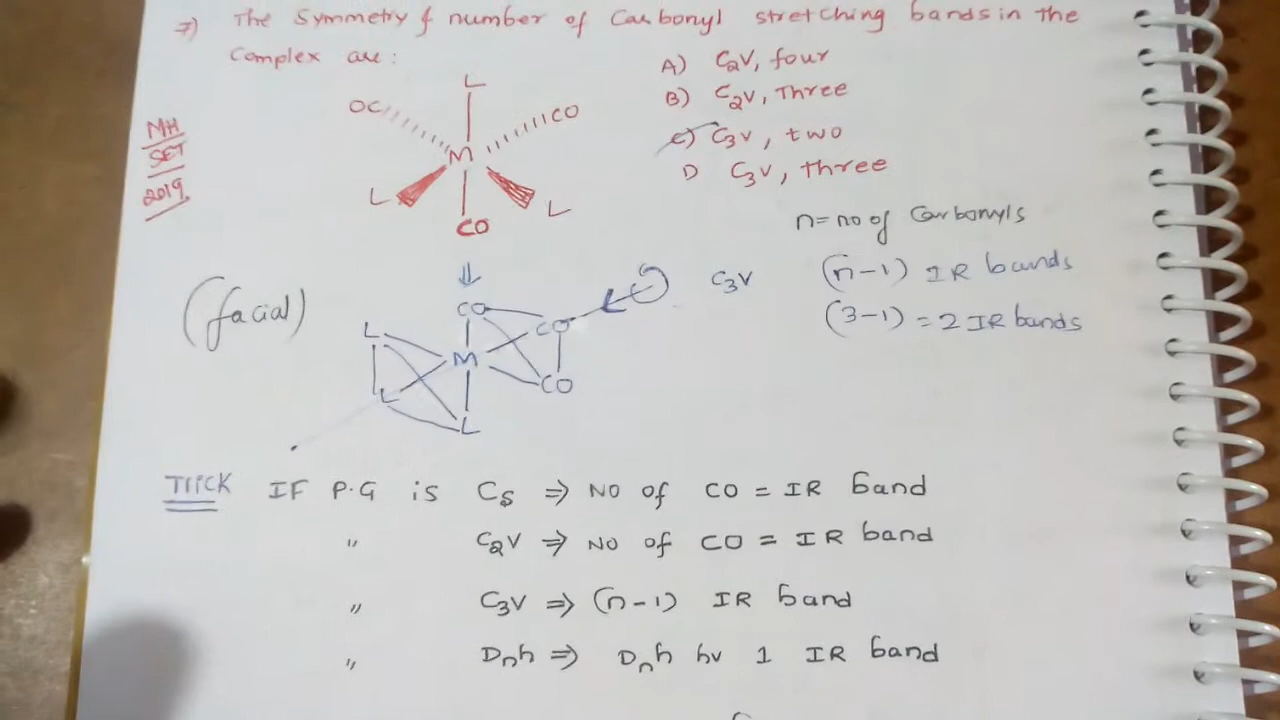 7) The Symmetry & number of Carbonyl stretching bands in the
Complex are:
A) C2V, four
B) C2V, Three
C) C3V, two
D C3V, three
MH
SET
2019
L
OC
CO
M
L
L
CO
n= no of Carbonyls
(n-1) IR bands
(3-1) = 2 IR bands
C3V
(facial)
CO
L
CO
M
L
CO
L
TRICK IF P.G is CS ⇒ NO of CO = IR band
" C2V ⇒ NO of CO = IR band
" C3V ⇒ (n-1) IR band
" Dnh ⇒ Dnh hv 1 IR band